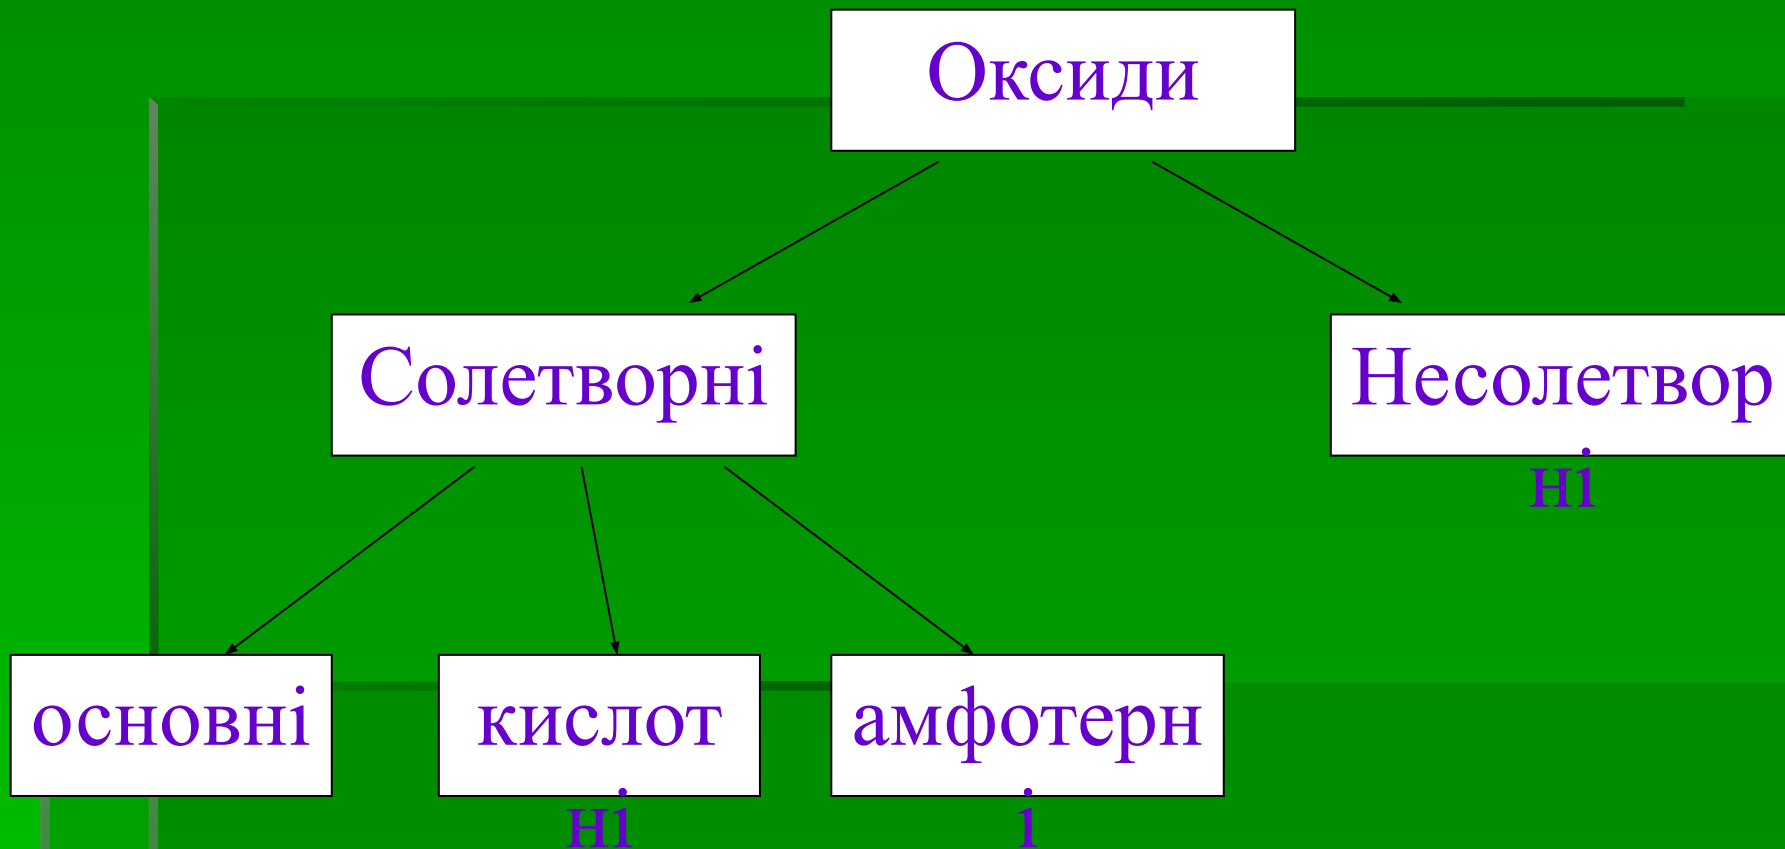 Оксиди
Солетворні
Несолетвор
ні
основні
кислот
ні
амфотерн
і